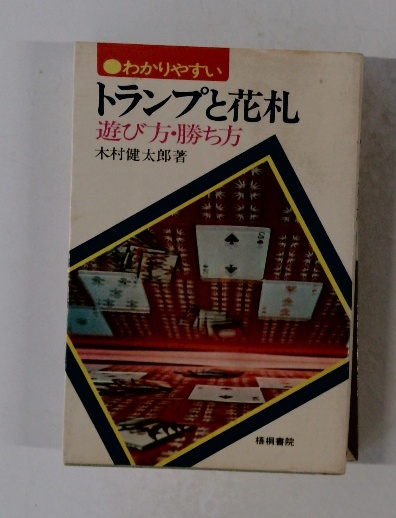 ●わかりやすい
トランプと花札
遊び方・勝ち方
木村健太郎著
梧桐書院